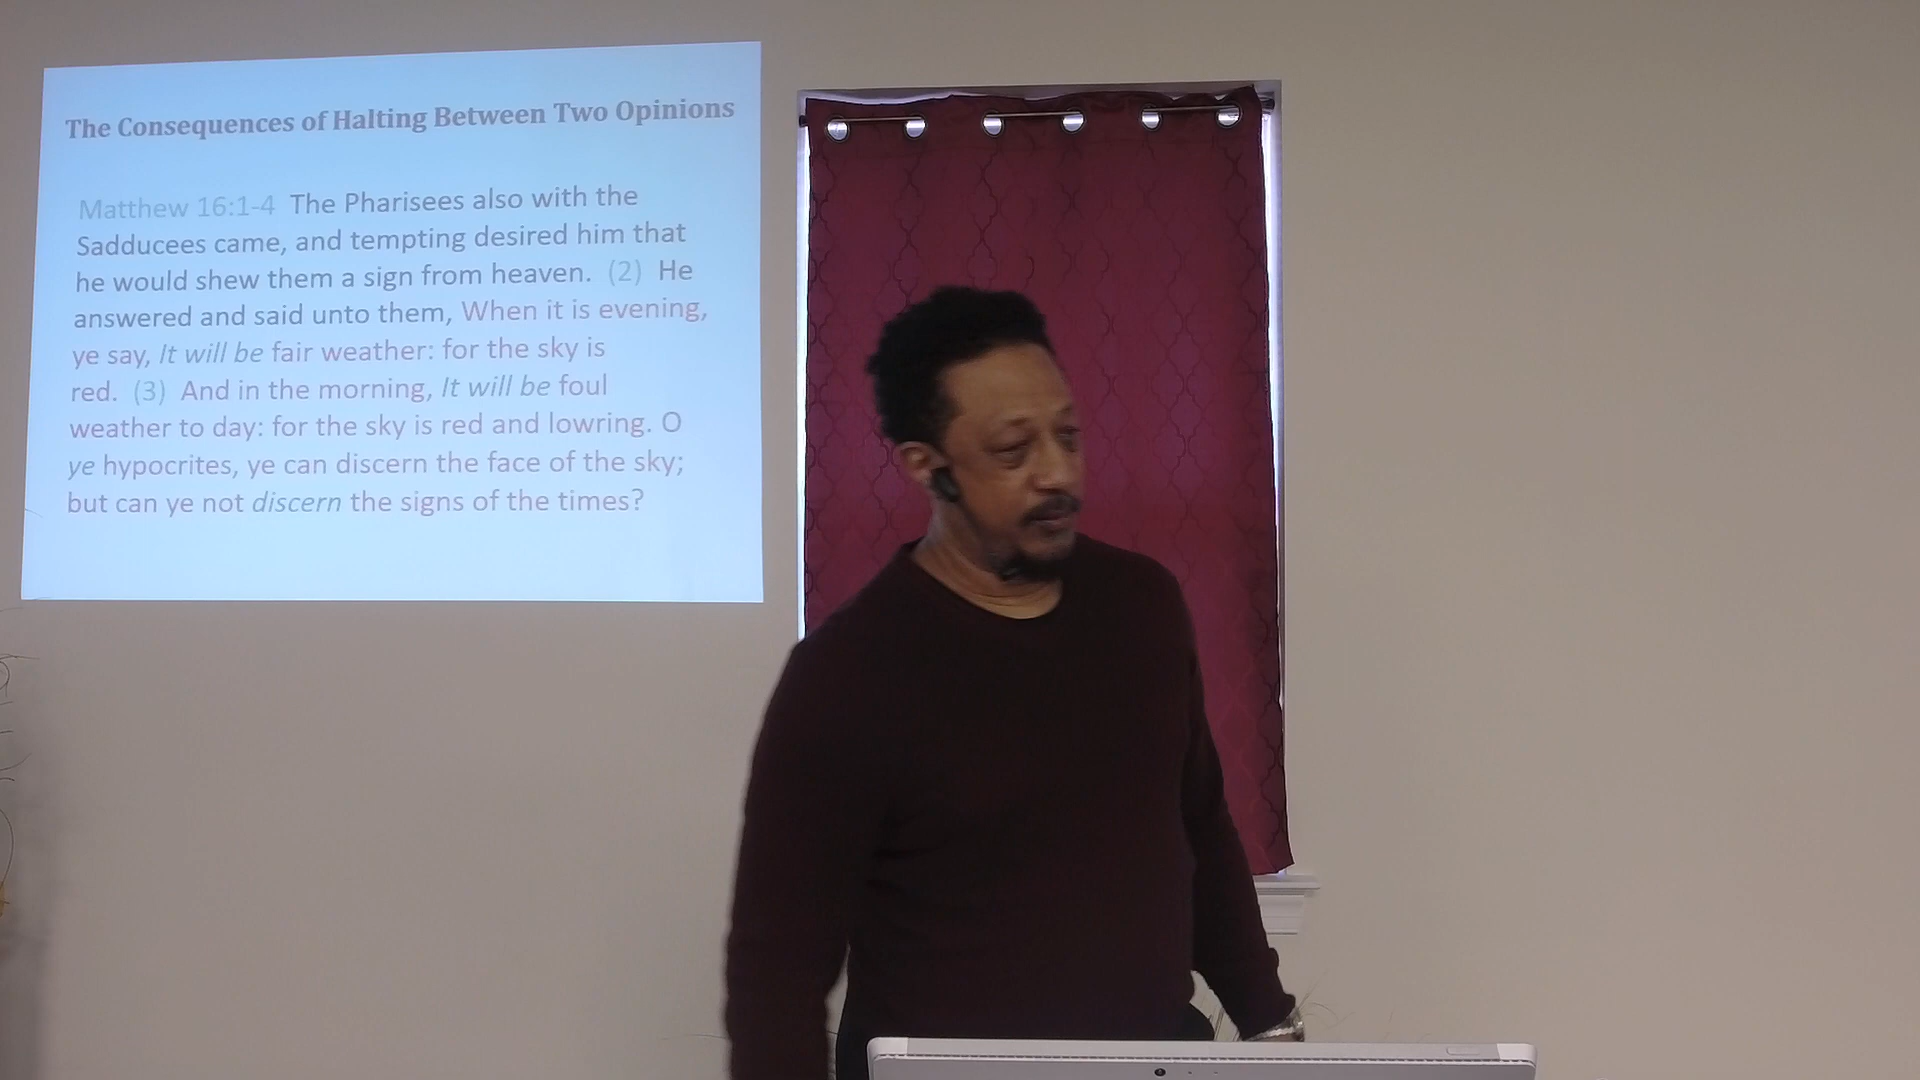 The Consequences of Halting Between Two Opinions
Matthew 16:1-4 The Pharisees also with the
Sadducees came, and tempting desired him that
he would shew them a sign from heaven. (2) He
answered and said unto them, When it is evening,
ye say, It will be fair weather: for the sky is
red. (3) And in the morning, It will be foul
weather to day: for the sky is red and lowring. O
ye hypocrites, ye can discern the face of the sky;
but can ye not discern the signs of the times?